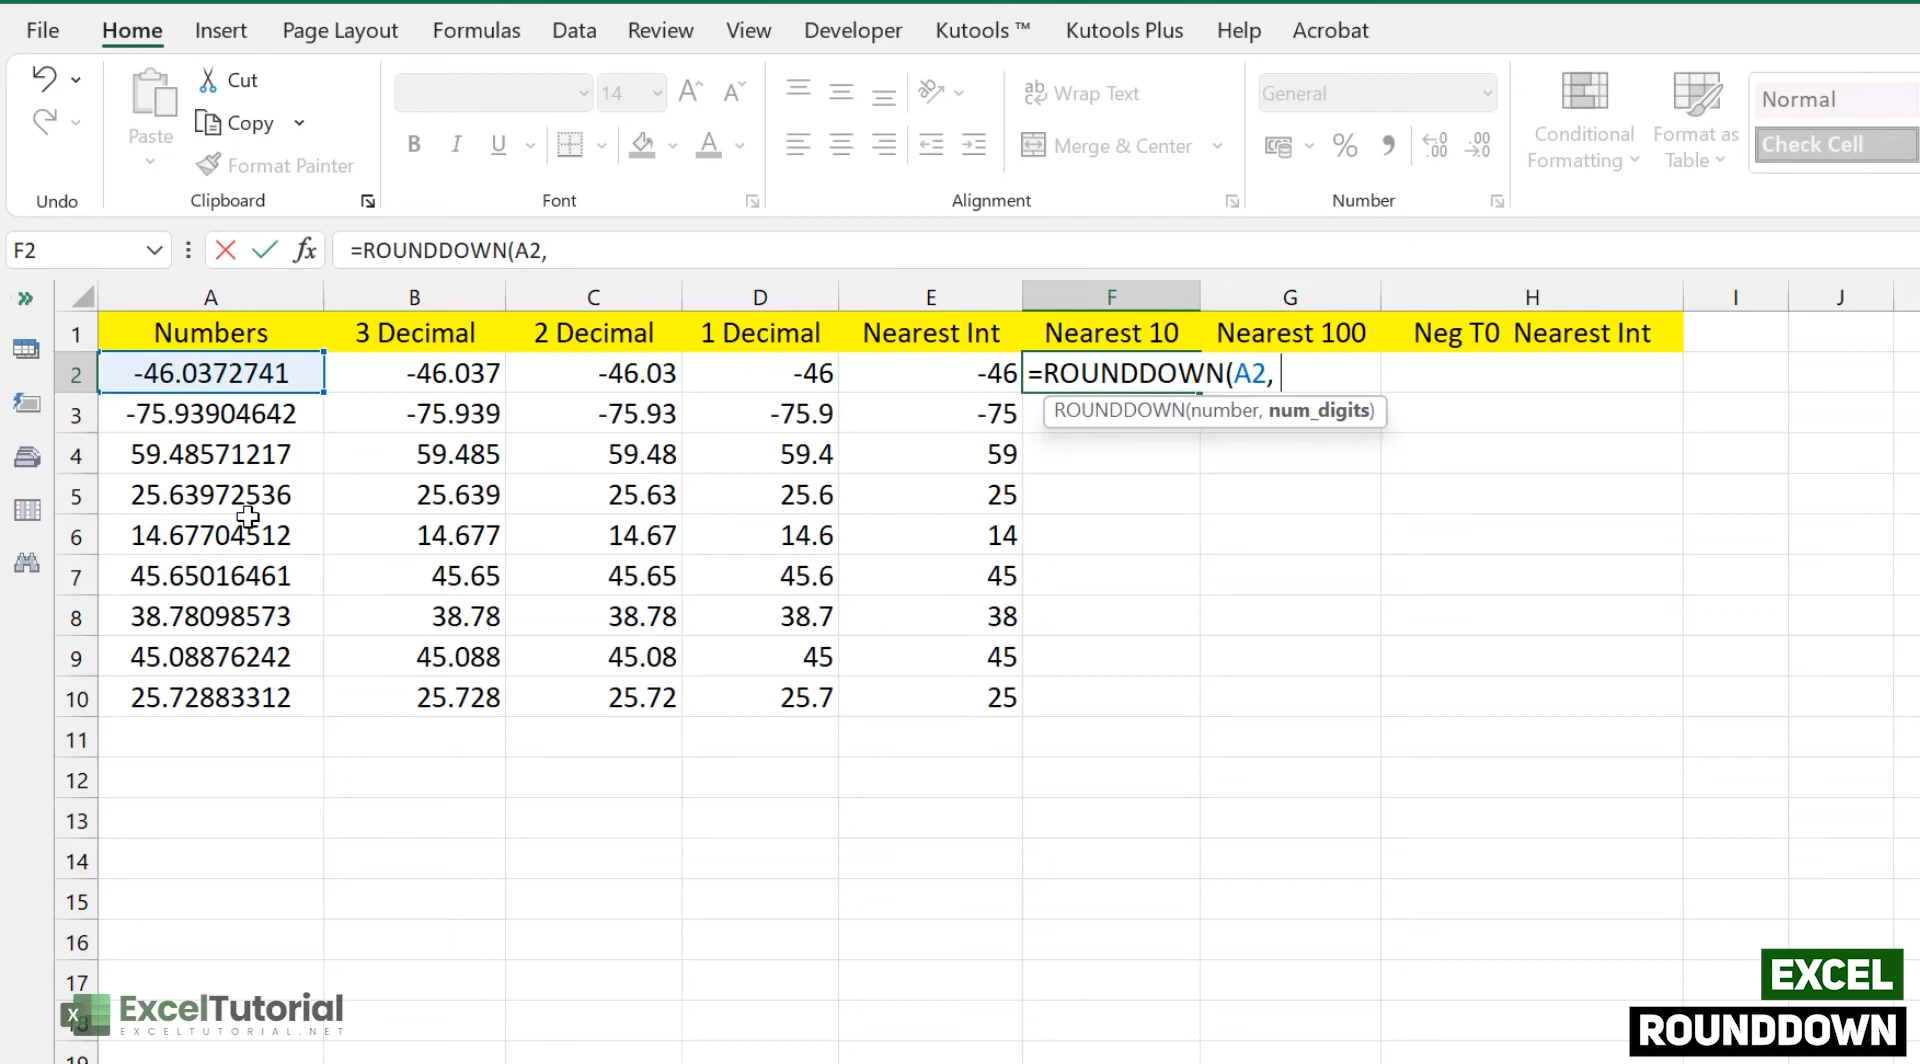 File Home Insert Page Layout Formulas Data Review View Developer Kutools ™ Kutools Plus Help Acrobat
Cut
Copy
Paste
Format Painter
14
B I U
Wrap Text
Merge & Center
General
Conditional Formatting
Format as Table
Normal
Check Cell
Undo Clipboard Font Alignment Number
F2 fx =ROUNDDOWN(A2,
A B C D E F G H I J
1 Numbers 3 Decimal 2 Decimal 1 Decimal Nearest Int Nearest 10 Nearest 100 Neg T0 Nearest Int
2 -46.0372741 -46.037 -46.03 -46 -46 =ROUNDDOWN(A2,
ROUNDDOWN(number, num_digits)
3 -75.93904642 -75.939 -75.93 -75.9 -75
4 59.48571217 59.485 59.48 59.4 59
5 25.63972536 25.639 25.63 25.6 25
6 14.67704512 14.677 14.67 14.6 14
7 45.65016461 45.65 45.65 45.6 45
8 38.78098573 38.78 38.78 38.7 38
9 45.08876242 45.088 45.08 45 45
10 25.72883312 25.728 25.72 25.7 25
11
12
13
14
15
16
17
18
19
X ExcelTutorial
EXCELTUTORIAL.NET
EXCEL
ROUNDDOWN